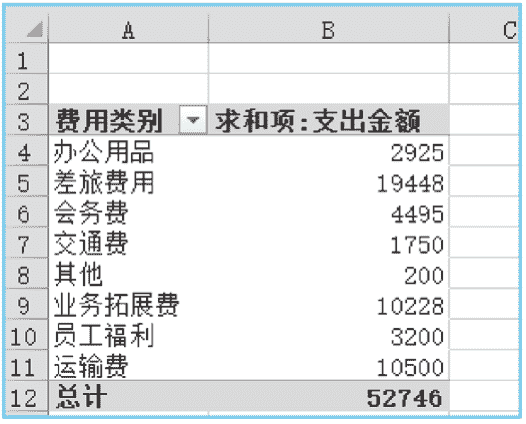 A B C
1
2
3 费用类别 求和项:支出金额
4 办公用品 2925
5 差旅费用 19448
6 会务费 4495
7 交通费 1750
8 其他 200
9 业务拓展费 10228
10 员工福利 3200
11 运输费 10500
12 总计 52746